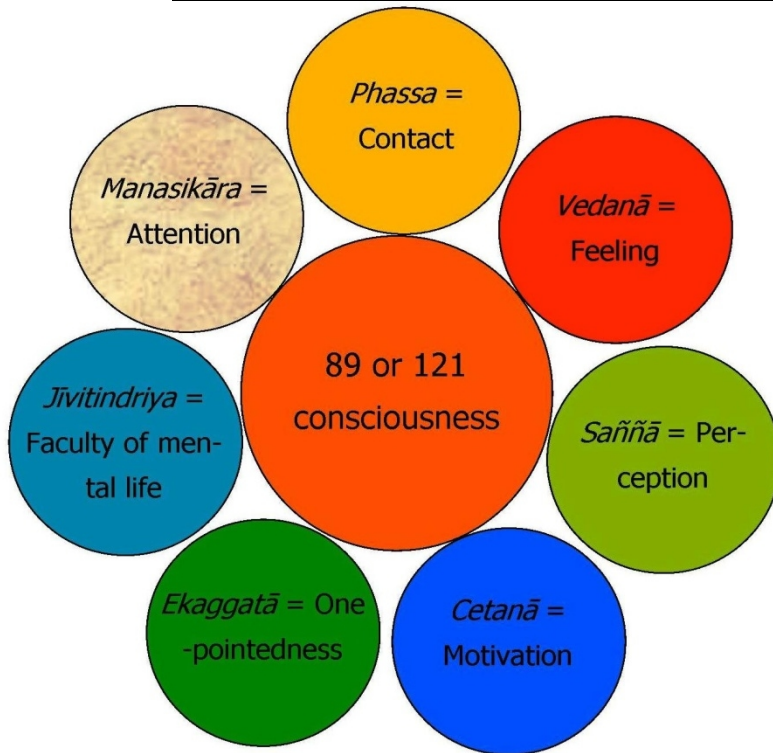 Phassa =
Contact
Vedanā =
Feeling
Saññā = Per-
ception
Cetanā =
Motivation
Ekaggatā = One
-pointedness
Jīvitindriya =
Faculty of men-
tal life
Manasikāra =
Attention
89 or 121
consciousness